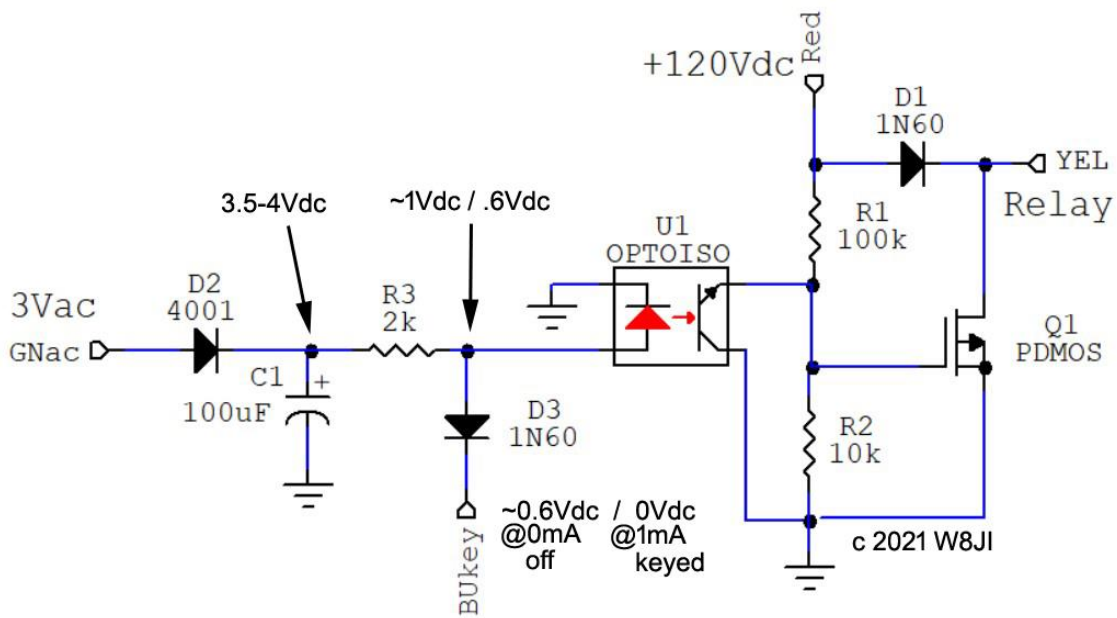 Red
+120Vdc
D1
1N60
YEL
Relay
3.5-4Vdc
~1Vdc / .6Vdc
U1
OPTOISO
R1
100k
3Vac
GNac
D2
4001
R3
2k
Q1
PDMOS
C1
+
100uF
D3
1N60
R2
10k
BUkey
~0.6Vdc / 0Vdc
@0mA @1mA
off keyed
c 2021 W8JI